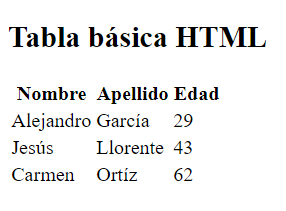 Tabla básica HTML
Nombre Apellido Edad
Alejandro García 29
Jesús Llorente 43
Carmen Ortíz 62